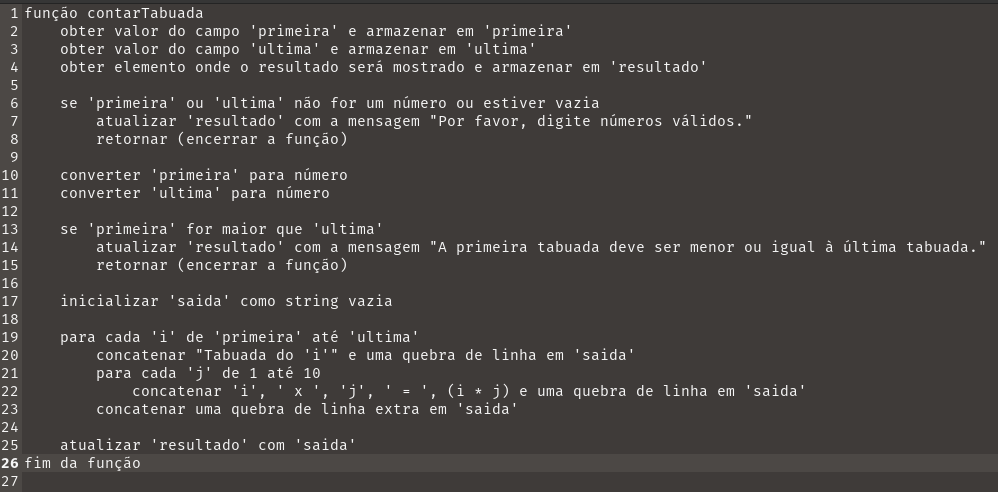 1 função contarTabuada
2     obter valor do campo 'primeira' e armazenar em 'primeira'
3     obter valor do campo 'ultima' e armazenar em 'ultima'
4     obter elemento onde o resultado será mostrado e armazenar em 'resultado'
5
6     se 'primeira' ou 'ultima' não for um número ou estiver vazia
7         atualizar 'resultado' com a mensagem "Por favor, digite números válidos."
8         retornar (encerrar a função)
9
10     converter 'primeira' para número
11     converter 'ultima' para número
12
13     se 'primeira' for maior que 'ultima'
14         atualizar 'resultado' com a mensagem "A primeira tabuada deve ser menor ou igual à última tabuada."
15         retornar (encerrar a função)
16
17     inicializar 'saida' como string vazia
18
19     para cada 'i' de 'primeira' até 'ultima'
20         concatenar "Tabuada do 'i'" e uma quebra de linha em 'saida'
21         para cada 'j' de 1 até 10
22             concatenar 'i', ' x ', 'j', ' = ', (i * j) e uma quebra de linha em 'saida'
23         concatenar uma quebra de linha extra em 'saida'
24
25     atualizar 'resultado' com 'saida'
26 fim da função
27